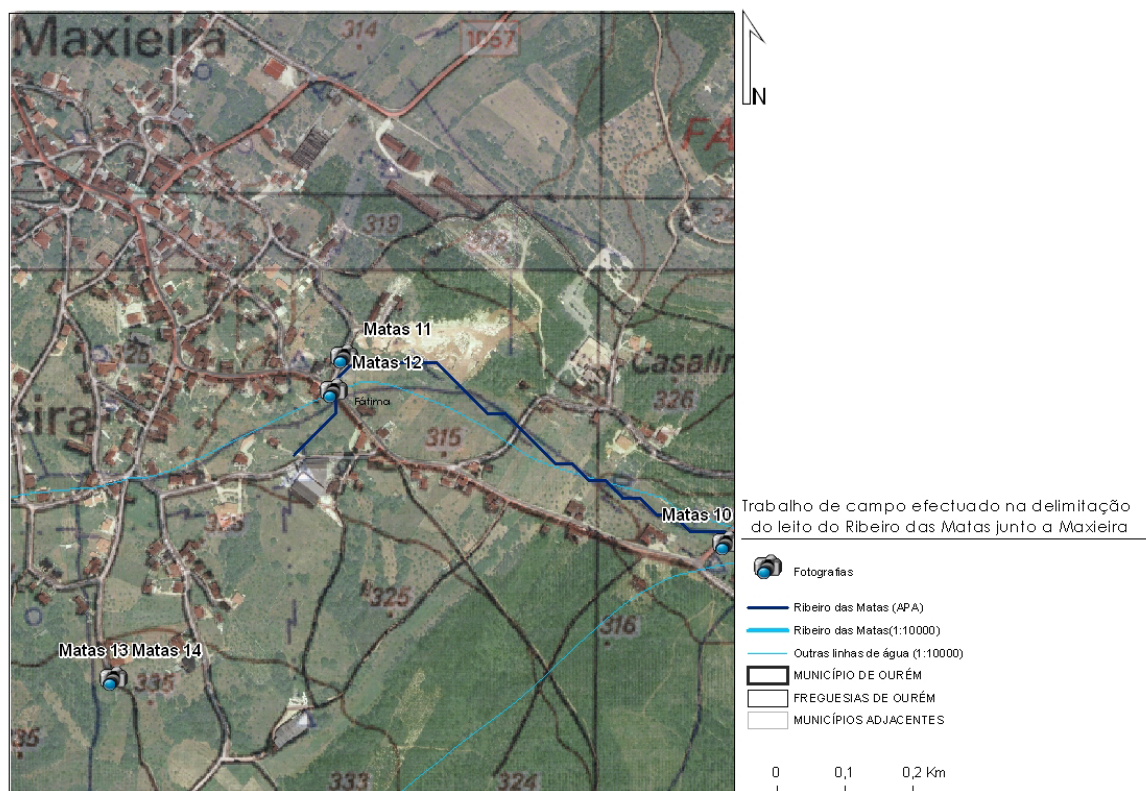 Maxieira
314
1057
FA
N
319
Matas 11
Matas 12
Fátima
Casalin
326
315
eira
Matas 10
325
316
Matas 13 Matas 14
335
35
333
324
Trabalho de campo efectuado na delimitação
do leito do Ribeiro das Matas junto a Maxieira
Fotografias
Ribeiro das Matas (APA)
Ribeiro das Matas(1:10000)
Outras linhas de água (1:10000)
MUNICÍPIO DE OURÉM
FREGUESIAS DE OURÉM
MUNICÍPIOS ADJACENTES
0 0,1 0,2 Km